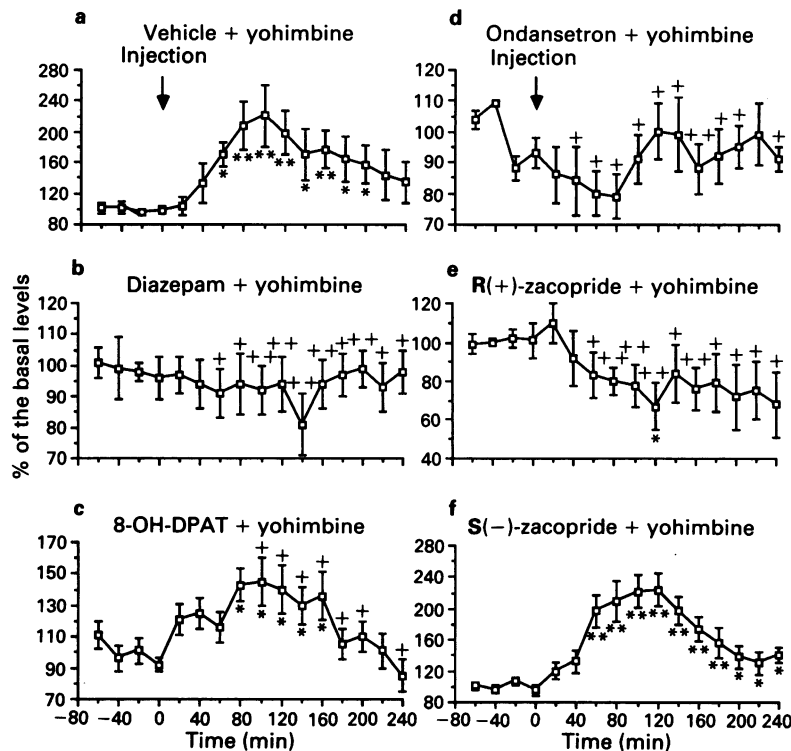 a
Vehicle + yohimbine
Injection
280
240
200
160
120
80
d
Ondansetron + yohimbine
Injection
120
110
100
90
80
70
b
Diazepam + yohimbine
120
110
100
90
80
70
e
R(+)-zacopride + yohimbine
120
100
80
60
40
% of the basal levels
c
8-OH-DPAT + yohimbine
170
150
130
110
90
70
−80 −40 0 40 80 120 160 200 240
Time (min)
f
S(−)-zacopride + yohimbine
280
240
200
160
120
80
−80 −40 0 40 80 120 160 200 240
Time (min)